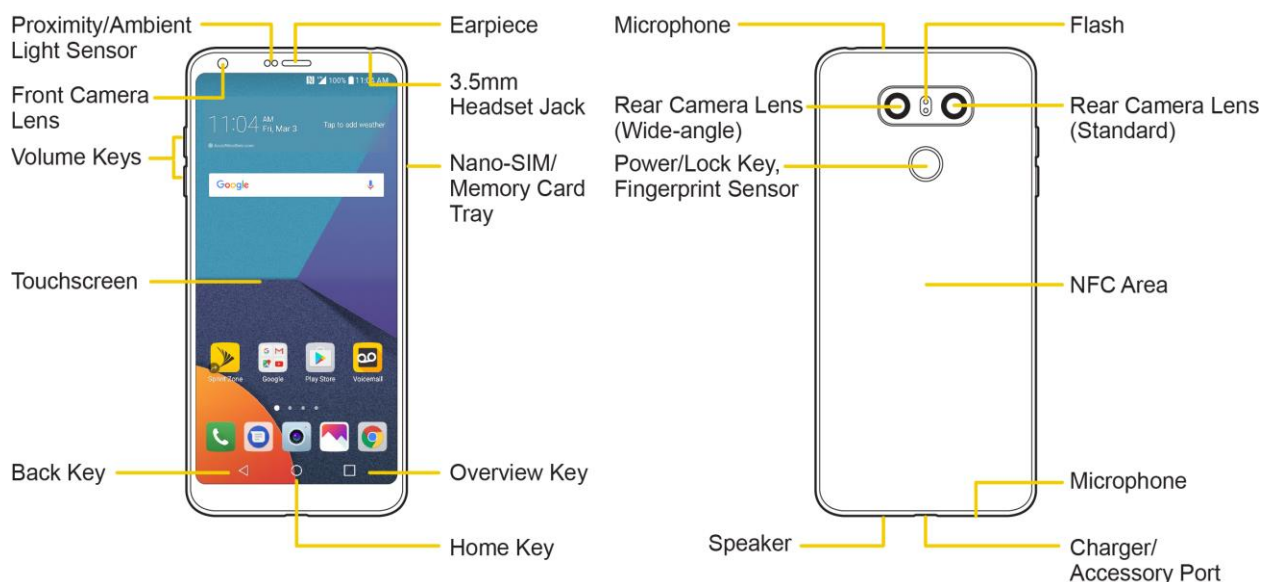 Proximity/Ambient
Light Sensor
Front Camera
Lens
Volume Keys
Touchscreen
Back Key
Earpiece
3.5mm
Headset Jack
Nano-SIM/
Memory Card
Tray
Overview Key
Home Key
100%
11:04 AM
Fri, Mar 3
Tap to add weather
Google
Sprint Zone
Google
Play Store
Voicemail
Microphone
Rear Camera Lens
(Wide-angle)
Power/Lock Key,
Fingerprint Sensor
Speaker
Flash
Rear Camera Lens
(Standard)
NFC Area
Microphone
Charger/
Accessory Port